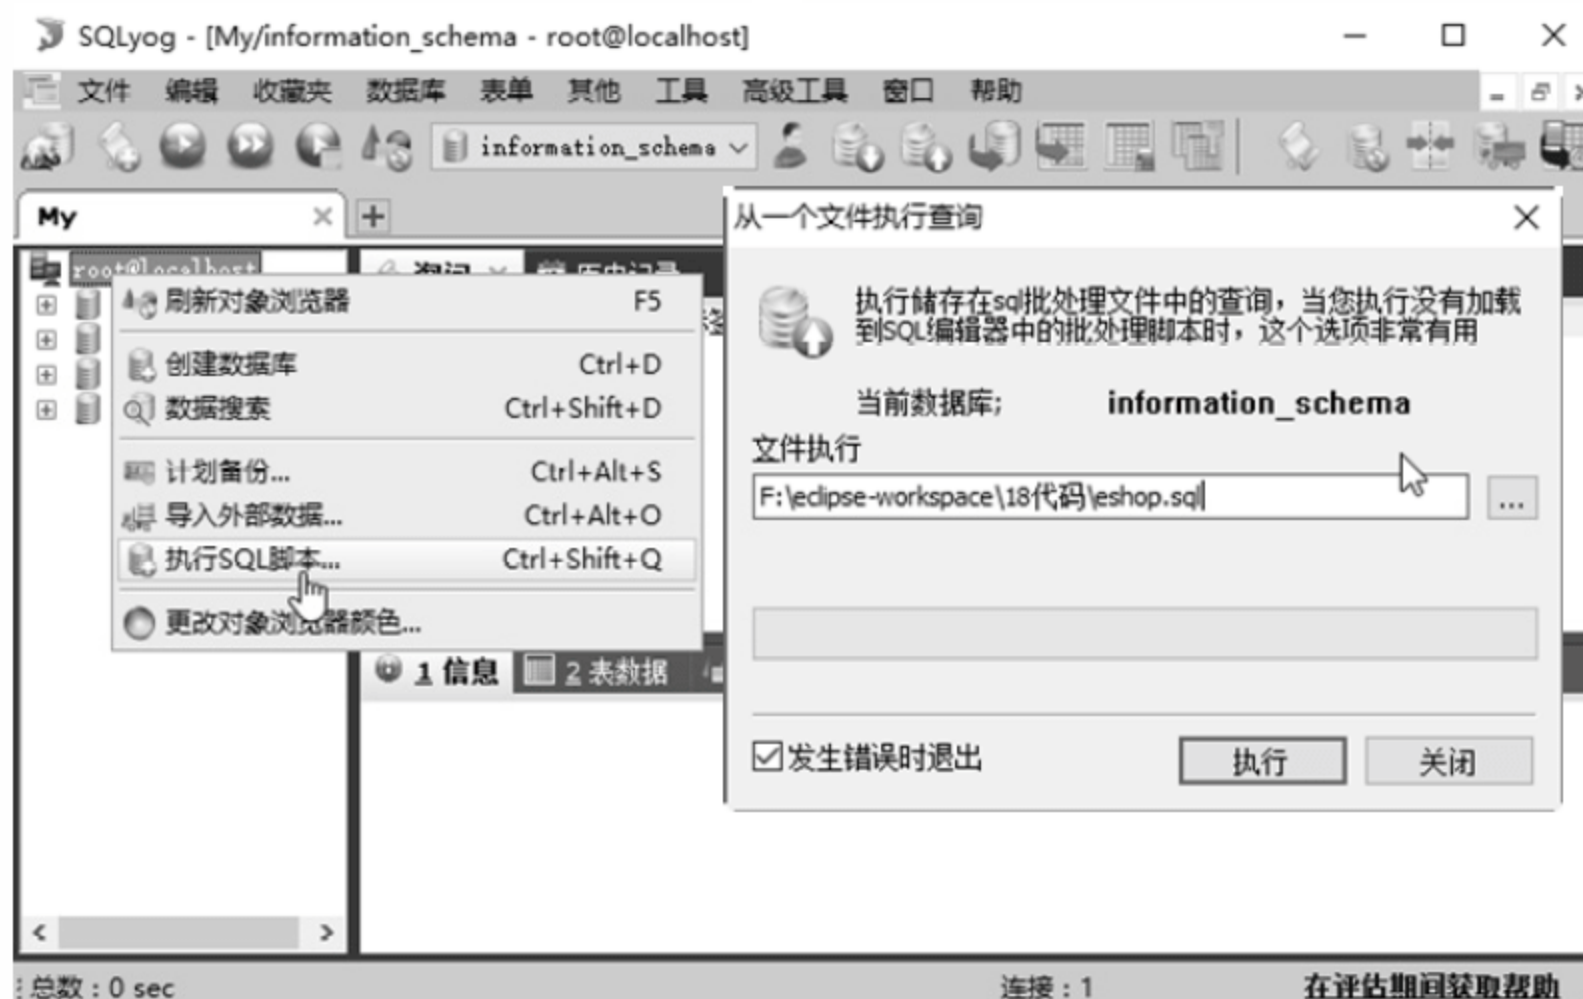 SQLyog - [My/information_schema - root@localhost]
文件 编辑 收藏夹 数据库 表单 其他 工具 高级工具 窗口 帮助
information_schema
My
root@localhost
询问 历史记录
刷新对象浏览器 F5
创建数据库 Ctrl+D
数据搜索 Ctrl+Shift+D
计划备份... Ctrl+Alt+S
导入外部数据... Ctrl+Alt+O
执行SQL脚本... Ctrl+Shift+Q
更改对象浏览器颜色...
1 信息 2 表数据
从一个文件执行查询
执行储存在sql批处理文件中的查询，当您执行没有加载
到SQL编辑器中的批处理脚本时，这个选项非常有用
当前数据库; information_schema
文件执行
F:\eclipse-workspace\18代码\eshop.sql
...
发生错误时退出
执行 关闭
总数：0 sec 连接：1 在评估期间获取帮助